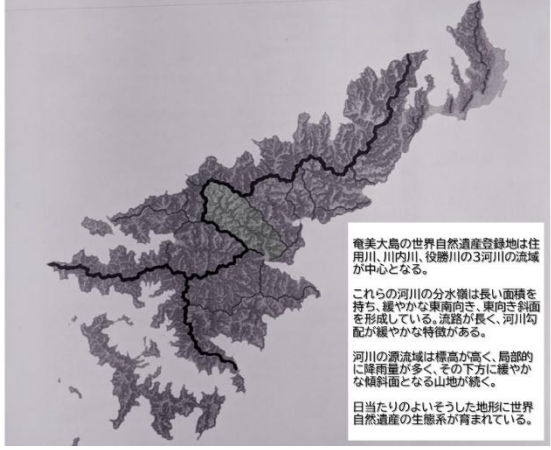 奄美大島の世界自然遺産登録地は住
用川、川内川、役勝川の3河川の流域
が中心となる。
これらの河川の分水嶺は長い面積を
持ち、緩やかな東南向き、東向き斜面
を形成している。流路が長く、河川勾
配が緩やかな特徴がある。
河川の源流域は標高が高く、局部的
に降雨量が多く、その下方に緩やか
な傾斜面となる山地が続く。
日当たりのよいそうした地形に世界
自然遺産の生態系が育まれている。